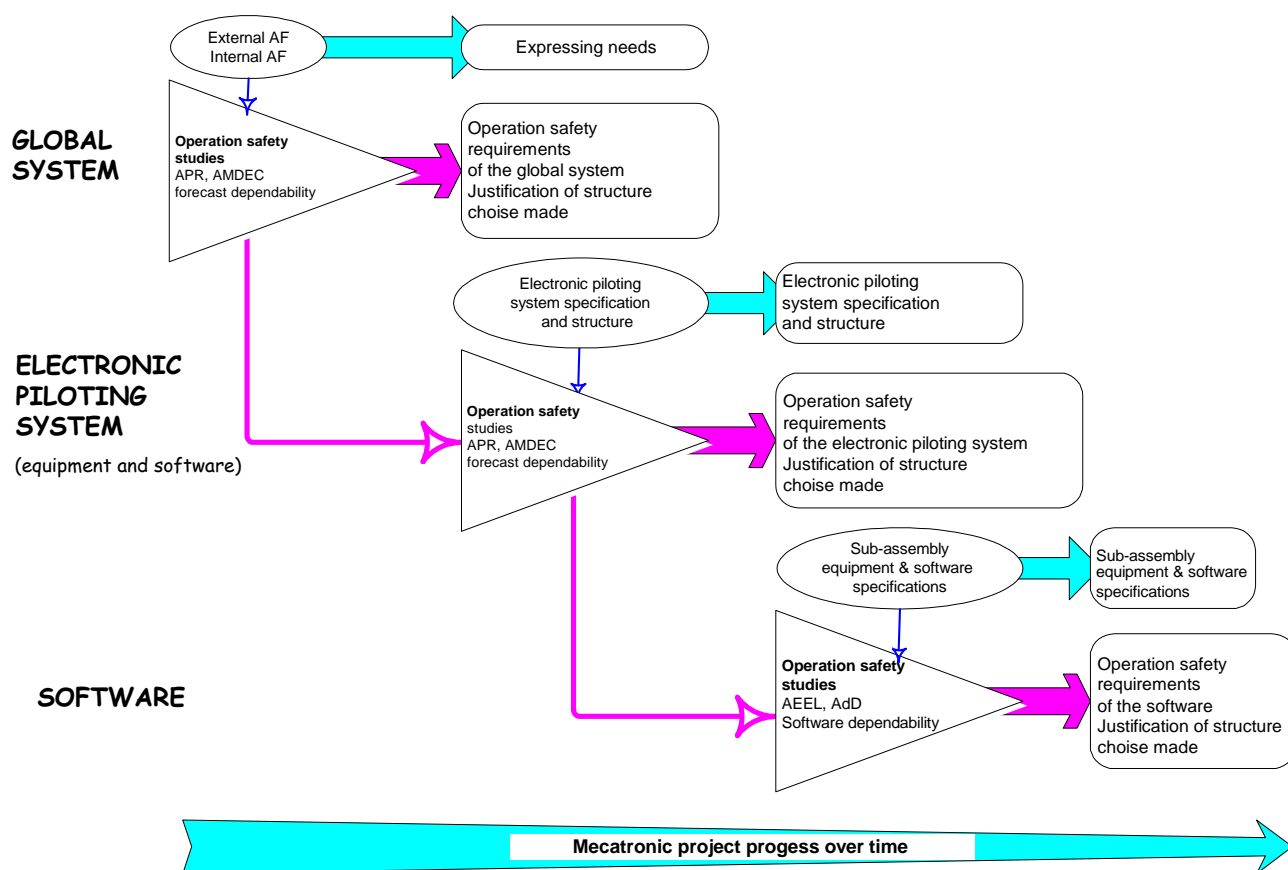 External AF
Internal AF
Expressing needs
GLOBAL
SYSTEM
Operation safety
studies
APR, AMDEC
forecast dependability
Operation safety
requirements
of the global system
Justification of structure
choise made
Electronic piloting
system specification
and structure
Electronic piloting
system specification
and structure
ELECTRONIC
PILOTING
SYSTEM
(equipment and software)
Operation safety
studies
APR, AMDEC
forecast dependability
Operation safety
requirements
of the electronic piloting system
Justification of structure
choise made
Sub-assembly
equipment & software
specifications
Sub-assembly
equipment & software
specifications
SOFTWARE
Operation safety
studies
AEEL, AdD
Software dependability
Operation safety
requirements
of the software
Justification of structure
choise made
Mecatronic project progess over time